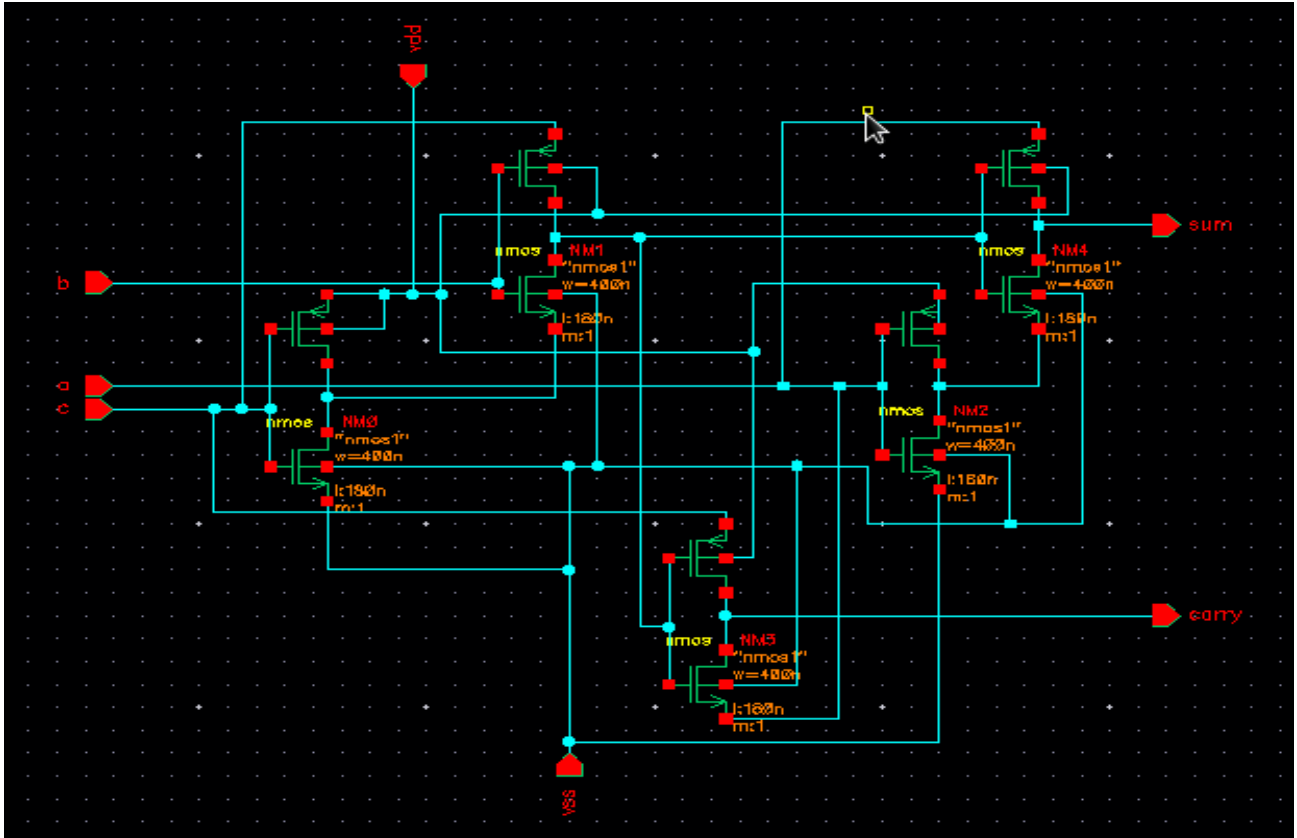 vdd
sum
nmos
NM1
"nmos1"
w=400n
l:180n
m:1
nmos
NM4
"nmos1"
w=400n
l:180n
m:1
b
a
c
nmos
NM0
"nmos1"
w=400n
l:180n
m:1
nmos
NM2
"nmos1"
w=400n
l:180n
m:1
carry
nmos
NM3
"nmos1"
w=400n
l:180n
m:1
vss